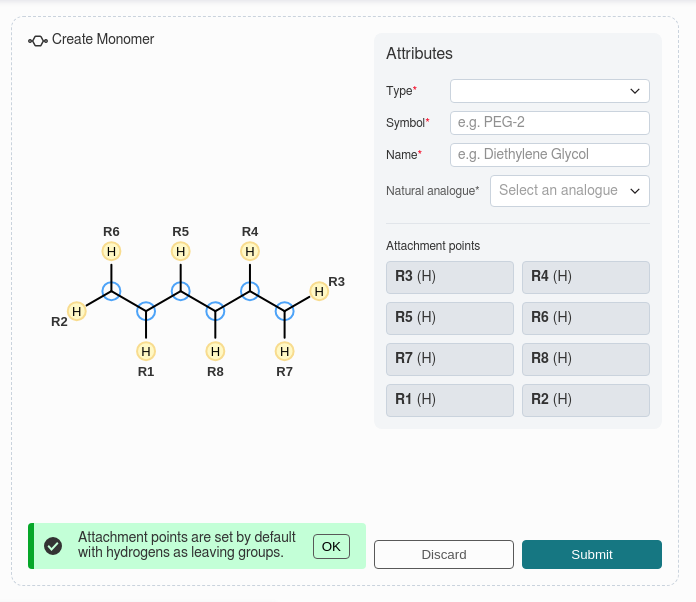 Create Monomer
Attributes
Type*
Symbol* e.g. PEG-2
Name* e.g. Diethylene Glycol
Natural analogue* Select an analogue
R6 R5 R4
H H H
H R3
R2 H
H H H
R1 R8 R7
Attachment points
R3 (H) R4 (H)
R5 (H) R6 (H)
R7 (H) R8 (H)
R1 (H) R2 (H)
Attachment points are set by default
with hydrogens as leaving groups.
OK
Discard Submit